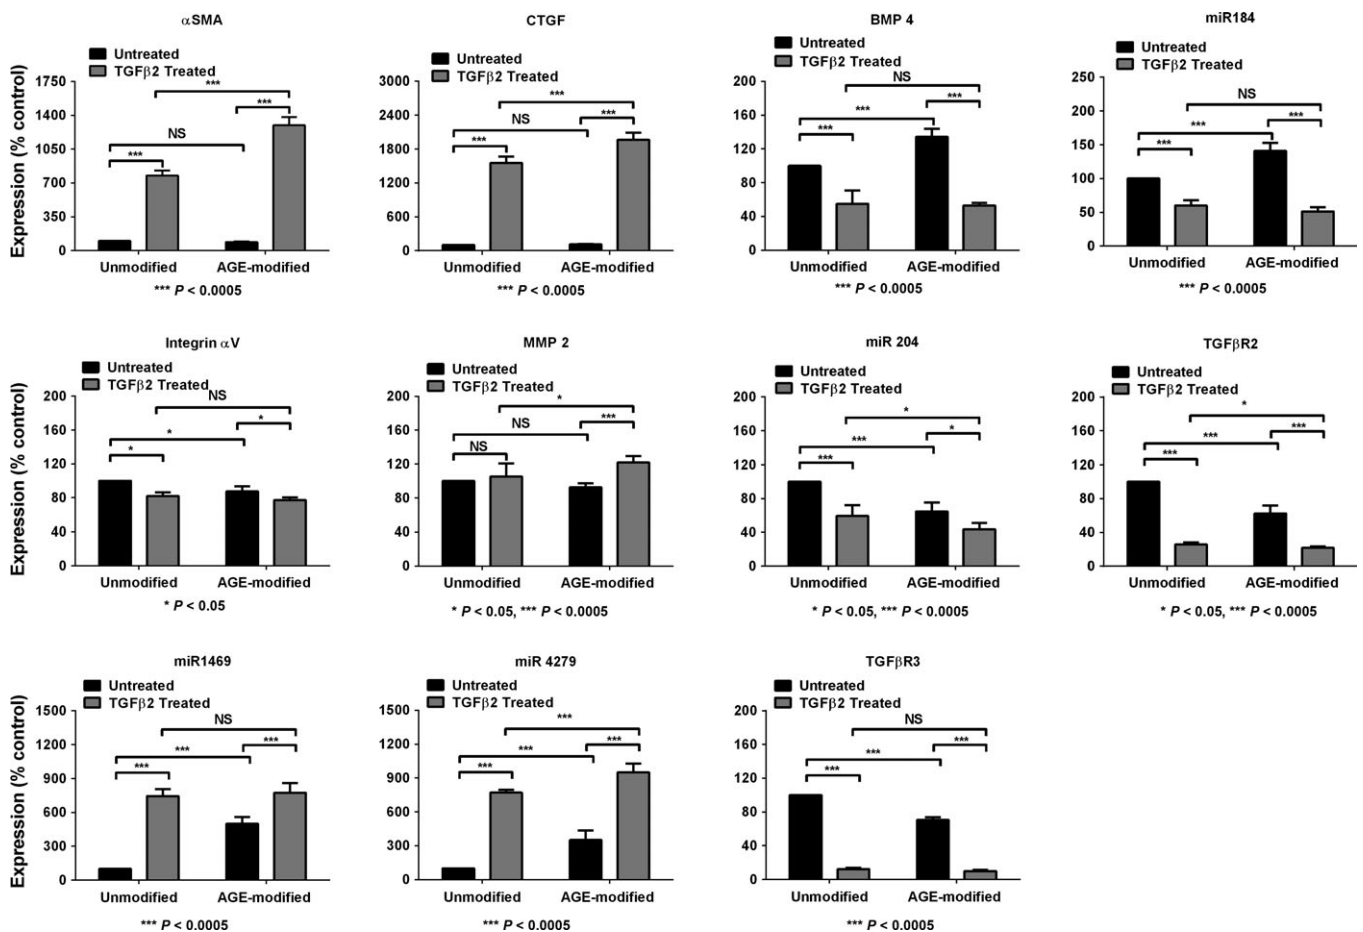 αSMA
Untreated
TGFβ2 Treated
Expression (% control)
1750
1400
1050
700
350
0
***
***
NS
***
Unmodified
AGE-modified
*** P < 0.0005
CTGF
Untreated
TGFβ2 Treated
3000
2400
1800
1200
600
0
***
***
NS
***
Unmodified
AGE-modified
*** P < 0.0005
BMP 4
Untreated
TGFβ2 Treated
200
160
120
80
40
0
NS
***
***
***
Unmodified
AGE-modified
*** P < 0.0005
miR184
Untreated
TGFβ2 Treated
250
200
150
100
50
0
NS
***
***
***
Unmodified
AGE-modified
*** P < 0.0005
Integrin αV
Untreated
TGFβ2 Treated
Expression (% control)
200
160
120
80
40
0
NS
*
*
*
Unmodified
AGE-modified
* P < 0.05
MMP 2
Untreated
TGFβ2 Treated
200
160
120
80
40
0
*
***
NS
NS
Unmodified
AGE-modified
* P < 0.05, *** P < 0.0005
miR 204
Untreated
TGFβ2 Treated
200
160
120
80
40
0
*
*
***
***
Unmodified
AGE-modified
* P < 0.05, *** P < 0.0005
TGFβR2
Untreated
TGFβ2 Treated
200
160
120
80
40
0
*
***
***
***
Unmodified
AGE-modified
* P < 0.05, *** P < 0.0005
miR1469
Untreated
TGFβ2 Treated
Expression (% control)
1500
1200
900
600
300
0
NS
***
***
***
Unmodified
AGE-modified
*** P < 0.0005
miR 4279
Untreated
TGFβ2 Treated
1500
1200
900
600
300
0
***
***
***
***
Unmodified
AGE-modified
*** P < 0.0005
TGFβR3
Untreated
TGFβ2 Treated
200
160
120
80
40
0
NS
***
***
***
Unmodified
AGE-modified
*** P < 0.0005